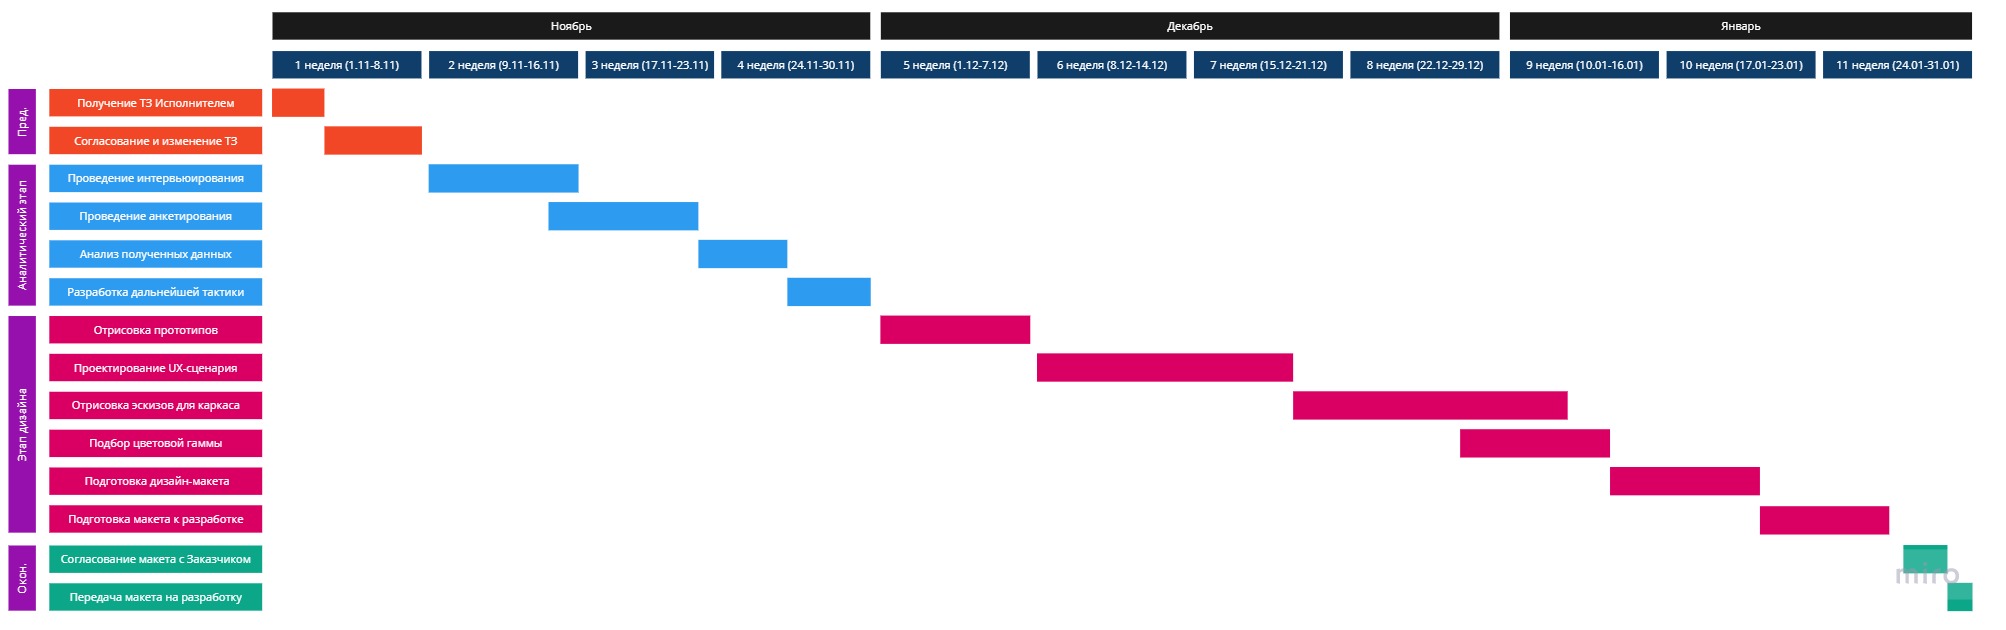 Ноябрь
Декабрь
Январь
1 неделя (1.11-8.11)
2 неделя (9.11-16.11)
3 неделя (17.11-23.11)
4 неделя (24.11-30.11)
5 неделя (1.12-7.12)
6 неделя (8.12-14.12)
7 неделя (15.12-21.12)
8 неделя (22.12-29.12)
9 неделя (10.01-16.01)
10 неделя (17.01-23.01)
11 неделя (24.01-31.01)
Пред.
Получение ТЗ Исполнителем
Согласование и изменение ТЗ
Аналитический этап
Проведение интервьюирования
Проведение анкетирования
Анализ полученных данных
Разработка дальнейшей тактики
Этап дизайна
Отрисовка прототипов
Проектирование UX-сценария
Отрисовка эскизов для каркаса
Подбор цветовой гаммы
Подготовка дизайн-макета
Подготовка макета к разработке
Окон.
Согласование макета с Заказчиком
Передача макета на разработку
miro